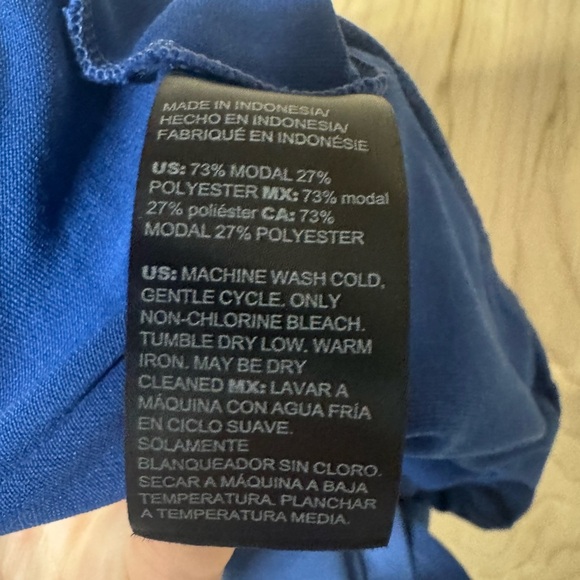 MADE IN INDONESIA/
HECHO EN INDONESIA/
FABRIQUÉ EN INDONÉSIE
US: 73% MODAL 27%
POLYESTER MX: 73% modal
27% poliéster CA: 73%
MODAL 27% POLYESTER
US: MACHINE WASH COLD,
GENTLE CYCLE. ONLY
NON-CHLORINE BLEACH.
TUMBLE DRY LOW. WARM
IRON. MAY BE DRY
CLEANED MX: LAVAR A
MÁQUINA CON AGUA FRÍA
EN CICLO SUAVE.
SOLAMENTE
BLANQUEADOR SIN CLORO.
SECAR A MÁQUINA A BAJA
TEMPERATURA. PLANCHAR
A TEMPERATURA MEDIA.